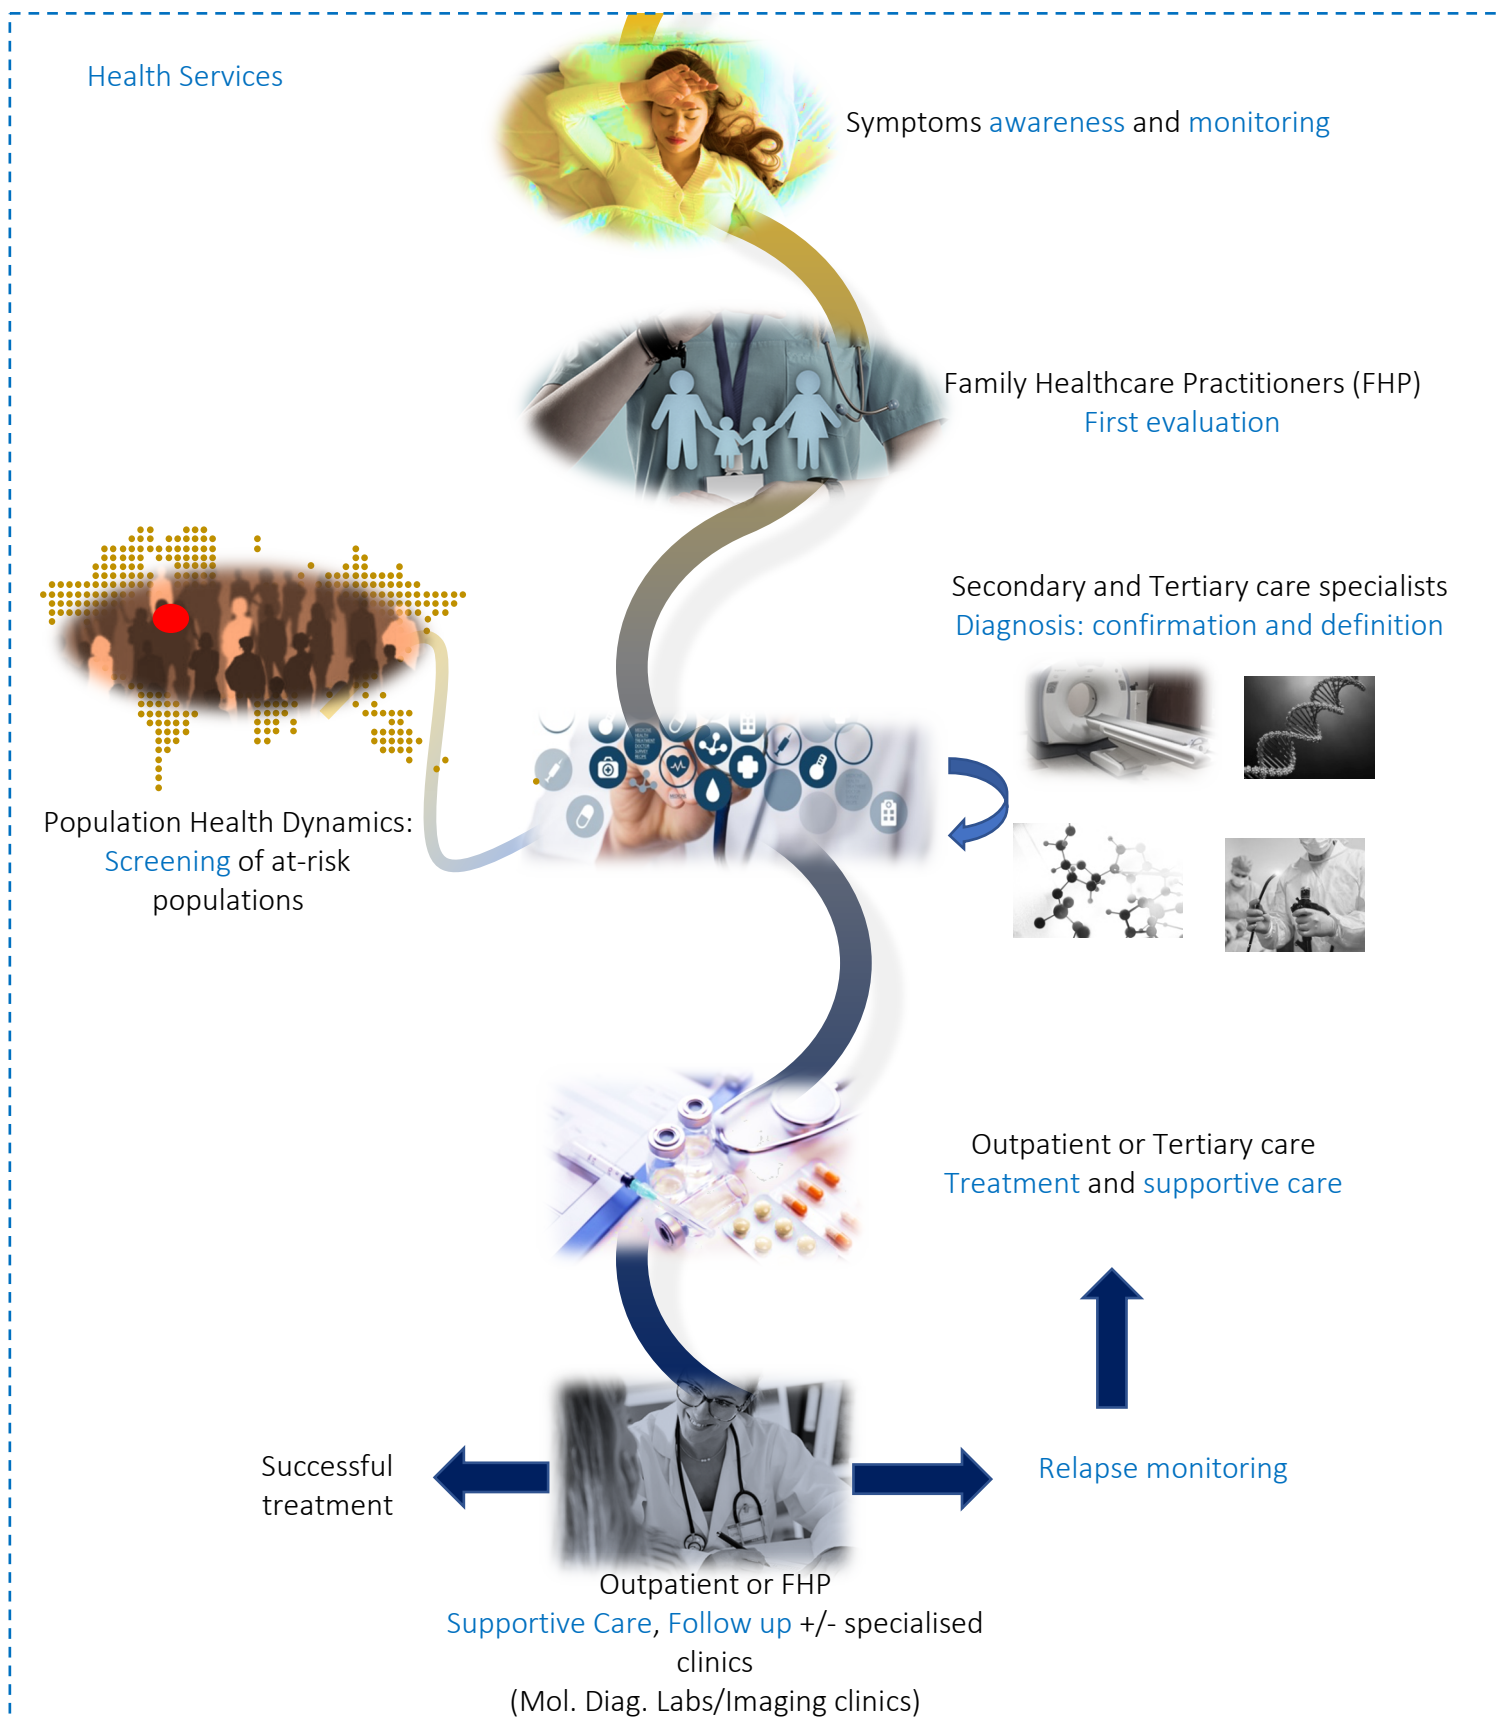 Health Services
Symptoms awareness and monitoring
Family Healthcare Practitioners (FHP)
First evaluation
Secondary and Tertiary care specialists
Diagnosis: confirmation and definition
Population Health Dynamics:
Screening of at-risk
populations
Outpatient or Tertiary care
Treatment and supportive care
Successful
treatment
Relapse monitoring
Outpatient or FHP
Supportive Care, Follow up +/- specialised
clinics
(Mol. Diag. Labs/Imaging clinics)